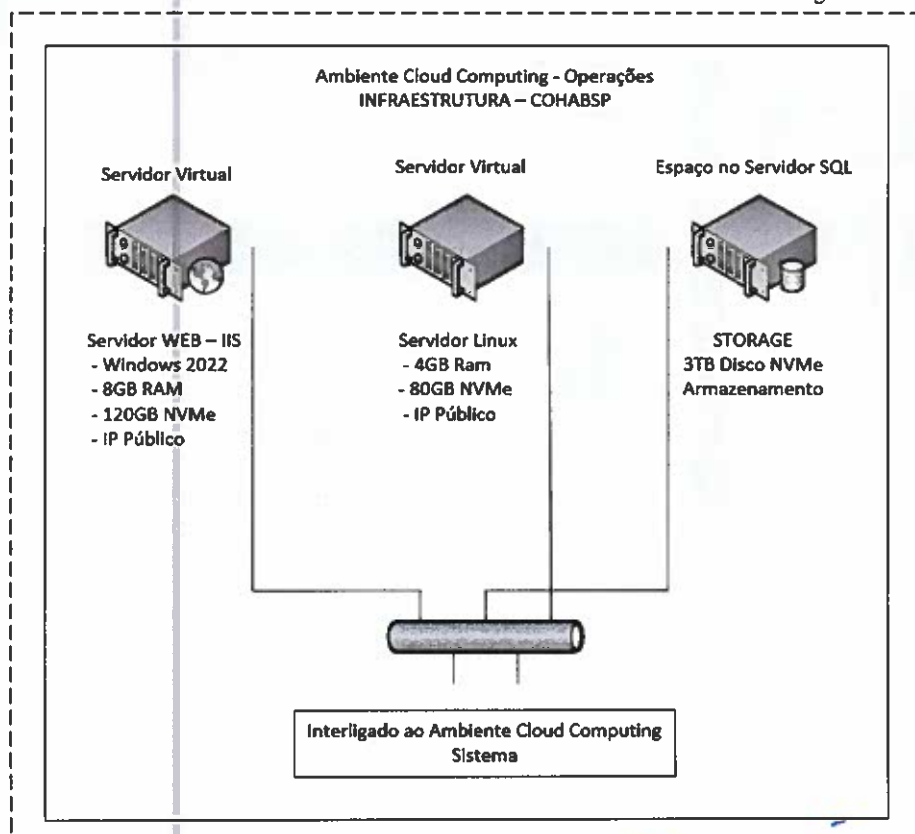 Ambiente Cloud Computing - Operações
INFRAESTRUTURA – COHABSP
Servidor Virtual
Servidor WEB – IIS
- Windows 2022
- 8GB RAM
- 120GB NVMe
- IP Público
Servidor Virtual
Servidor Linux
- 4GB Ram
- 80GB NVMe
- IP Público
Espaço no Servidor SQL
STORAGE
3TB Disco NVMe
Armazenamento
Interligado ao Ambiente Cloud Computing
Sistema